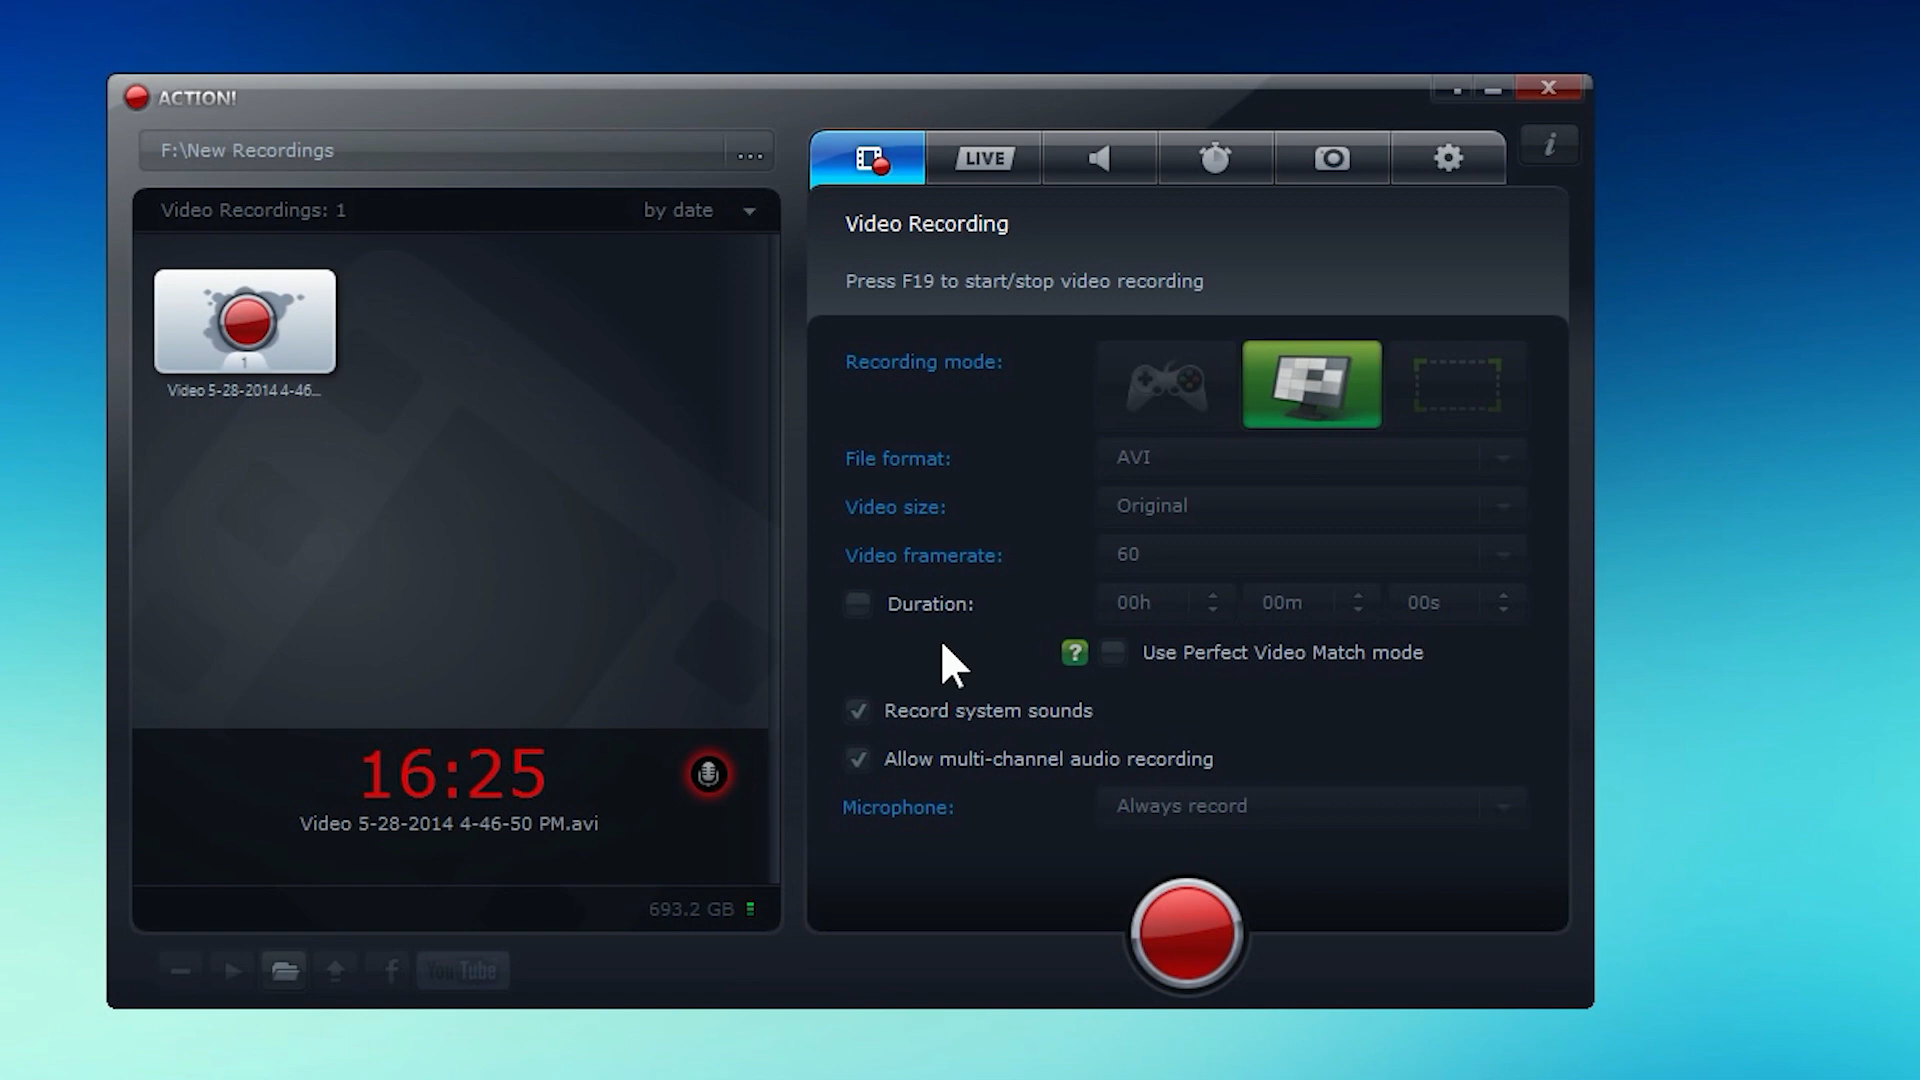 ACTION!
F:\New Recordings
...
LIVE
i
Video Recordings: 1
by date
Video Recording
Press F19 to start/stop video recording
1
Video 5-28-2014 4-46...
Recording mode:
File format:
AVI
Video size:
Original
Video framerate:
60
Duration:
00h
00m
00s
?
Use Perfect Video Match mode
Record system sounds
Allow multi-channel audio recording
Microphone:
Always record
16:25
Video 5-28-2014 4-46-50 PM.avi
693.2 GB
f
YouTube